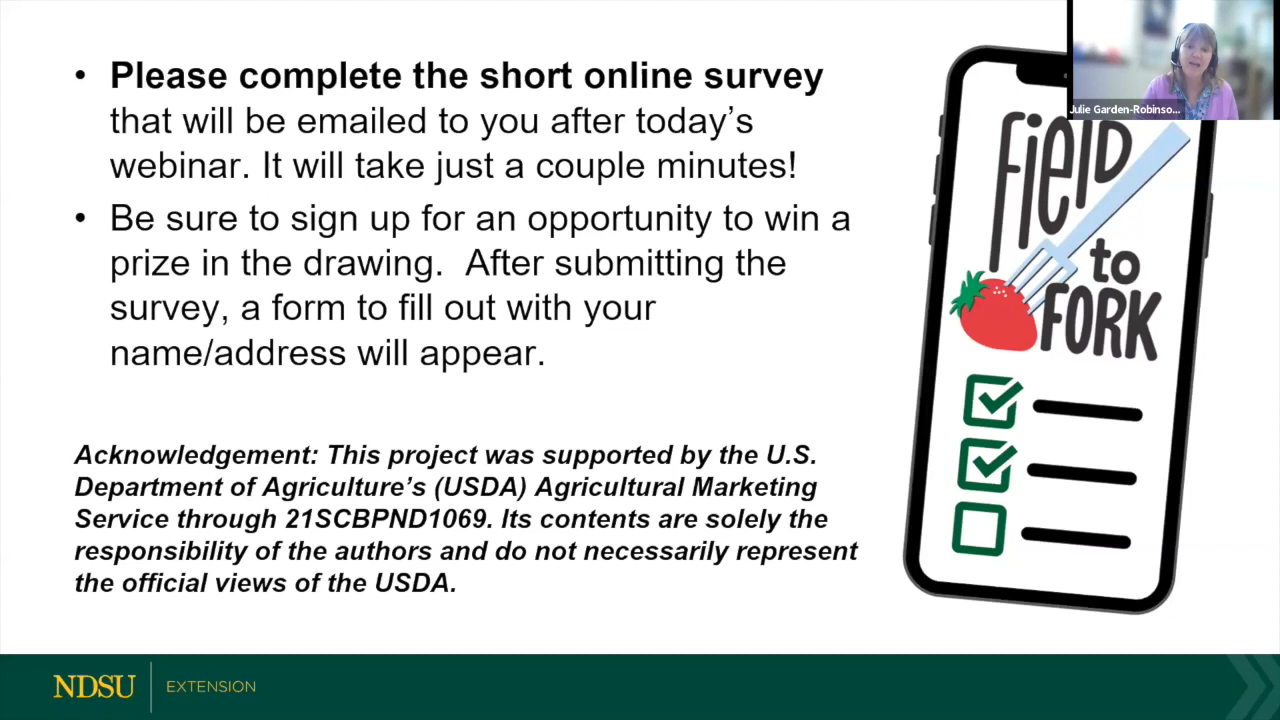 • Please complete the short online survey
that will be emailed to you after today’s
webinar. It will take just a couple minutes!
• Be sure to sign up for an opportunity to win a
prize in the drawing.  After submitting the
survey, a form to fill out with your
name/address will appear.
Acknowledgement: This project was supported by the U.S.
Department of Agriculture’s (USDA) Agricultural Marketing
Service through 21SCBPND1069. Its contents are solely the
responsibility of the authors and do not necessarily represent
the official views of the USDA.
Julie Garden-Robinso...
FielD
to
FORK
NDSU
EXTENSION